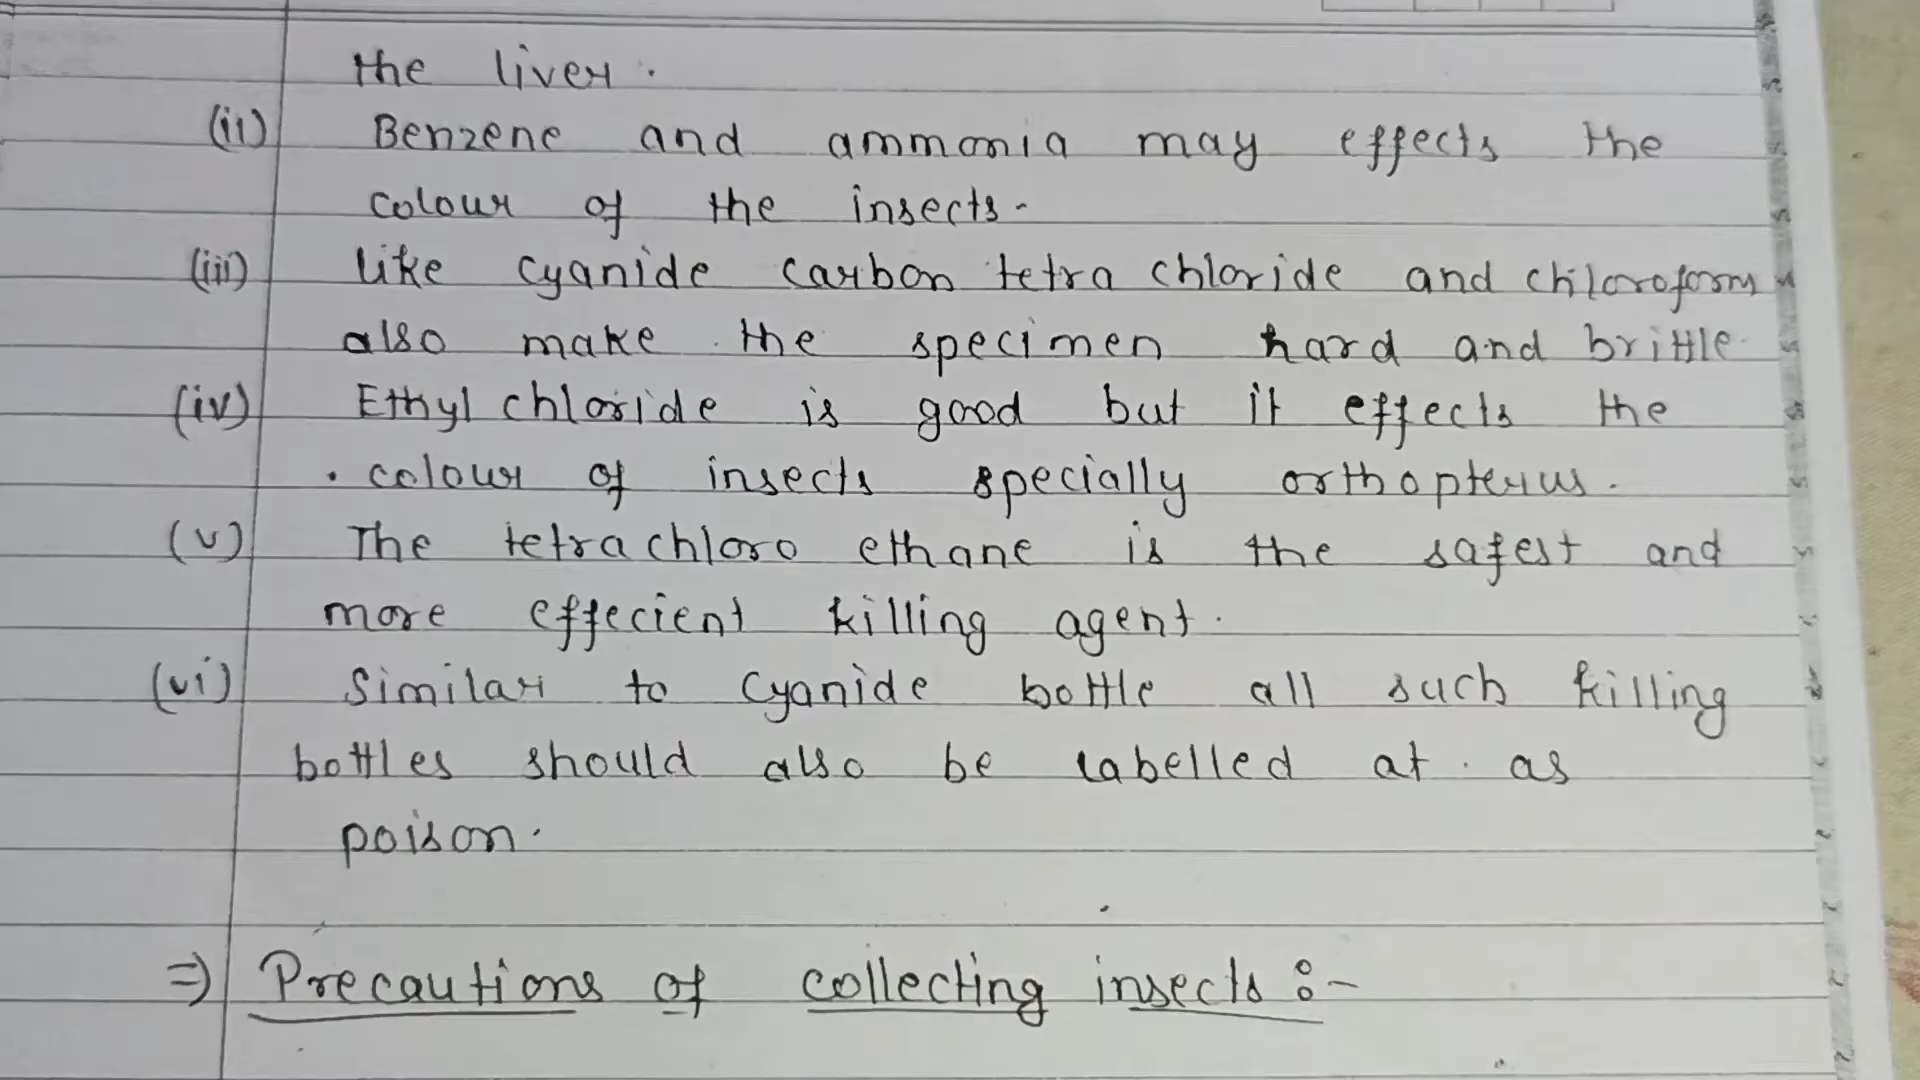 the liver.
(ii) Benzene and ammonia may effects the
colour of the insects.
(iii) like cyanide carbon tetra chloride and chloroform
also make the specimen hard and brittle.
(iv) Ethyl chloride is good but it effects the
colour of insects specially orthopterus.
(v) The tetrachloro ethane is the safest and
more effecient killing agent.
(vi) Similar to cyanide bottle all such killing
bottles should also be labelled at as
poison.
⇒ Precautions of collecting insects :-